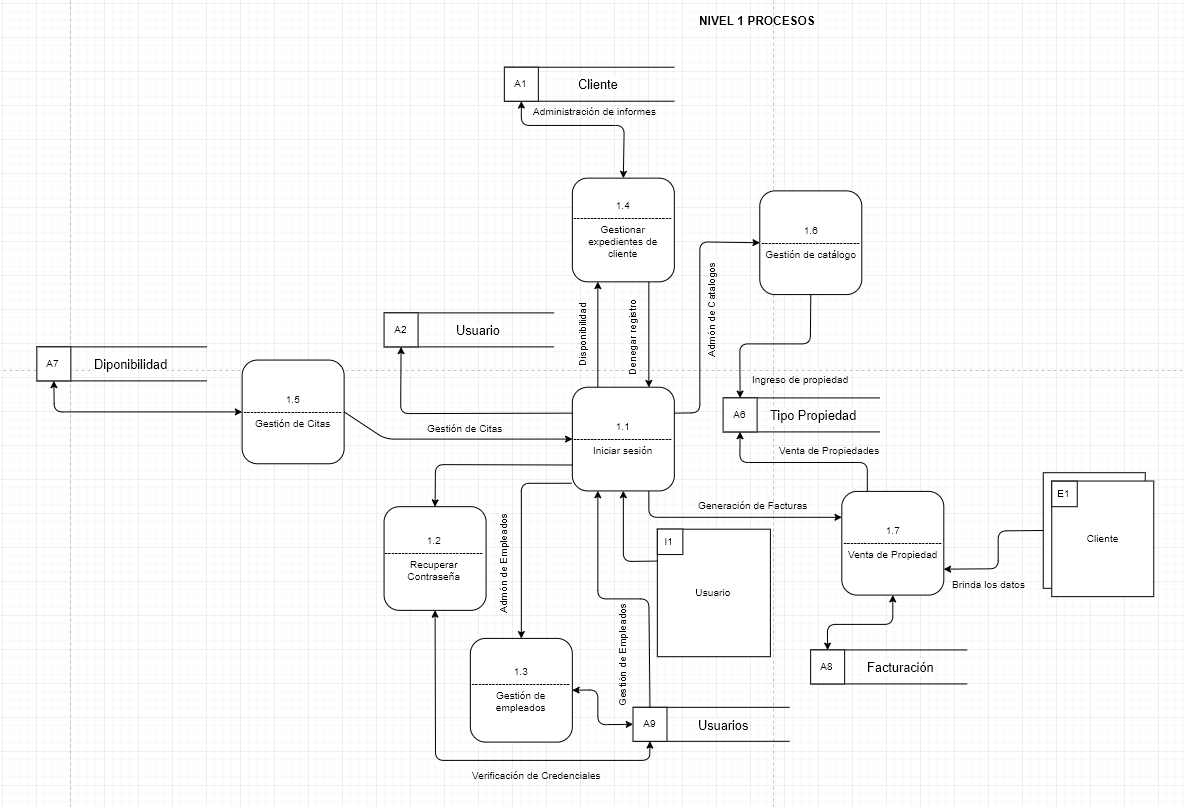 NIVEL 1 PROCESOS
A1
Cliente
Administración de informes
1.4
Gestionar
expedientes de
cliente
1.6
Gestión de catálogo
Disponibilidad
Denegar registro
Admón de Catalogos
A2
Usuario
A7
Diponibilidad
1.5
Gestión de Citas
Gestión de Citas
1.1
Iniciar sesión
Ingreso de propiedad
A6
Tipo Propiedad
Venta de Propiedades
Generación de Facturas
1.7
Venta de Propiedad
E1
Cliente
Brinda los datos
1.2
Recuperar
Contraseña
Admón de Empleados
I1
Usuario
Gestión de Empleados
A8
Facturación
1.3
Gestión de
empleados
A9
Usuarios
Verificación de Credenciales